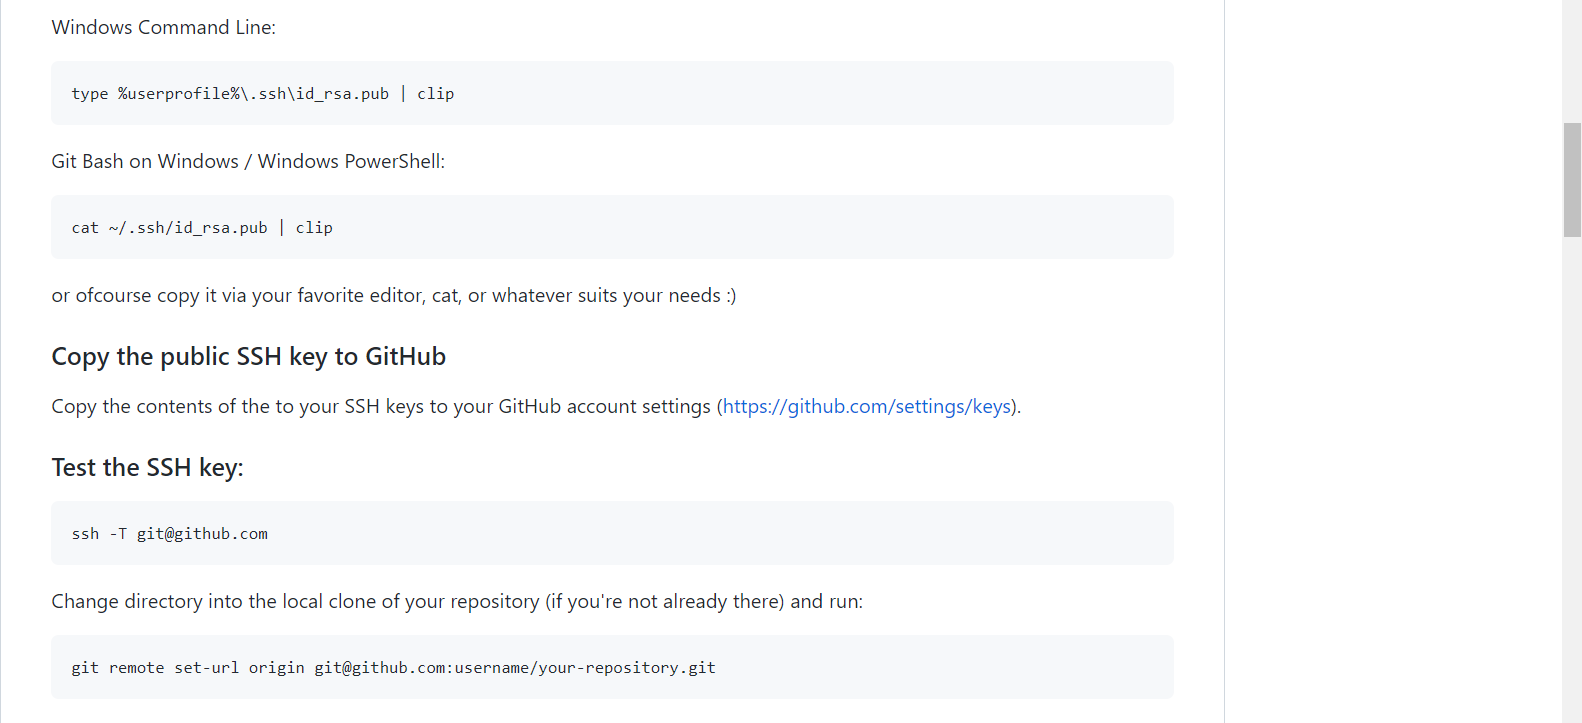 Windows Command Line:
type %userprofile%\.ssh\id_rsa.pub | clip
Git Bash on Windows / Windows PowerShell:
cat ~/.ssh/id_rsa.pub | clip
or ofcourse copy it via your favorite editor, cat, or whatever suits your needs :)
Copy the public SSH key to GitHub
Copy the contents of the to your SSH keys to your GitHub account settings (https://github.com/settings/keys).
Test the SSH key:
ssh -T git@github.com
Change directory into the local clone of your repository (if you're not already there) and run:
git remote set-url origin git@github.com:username/your-repository.git